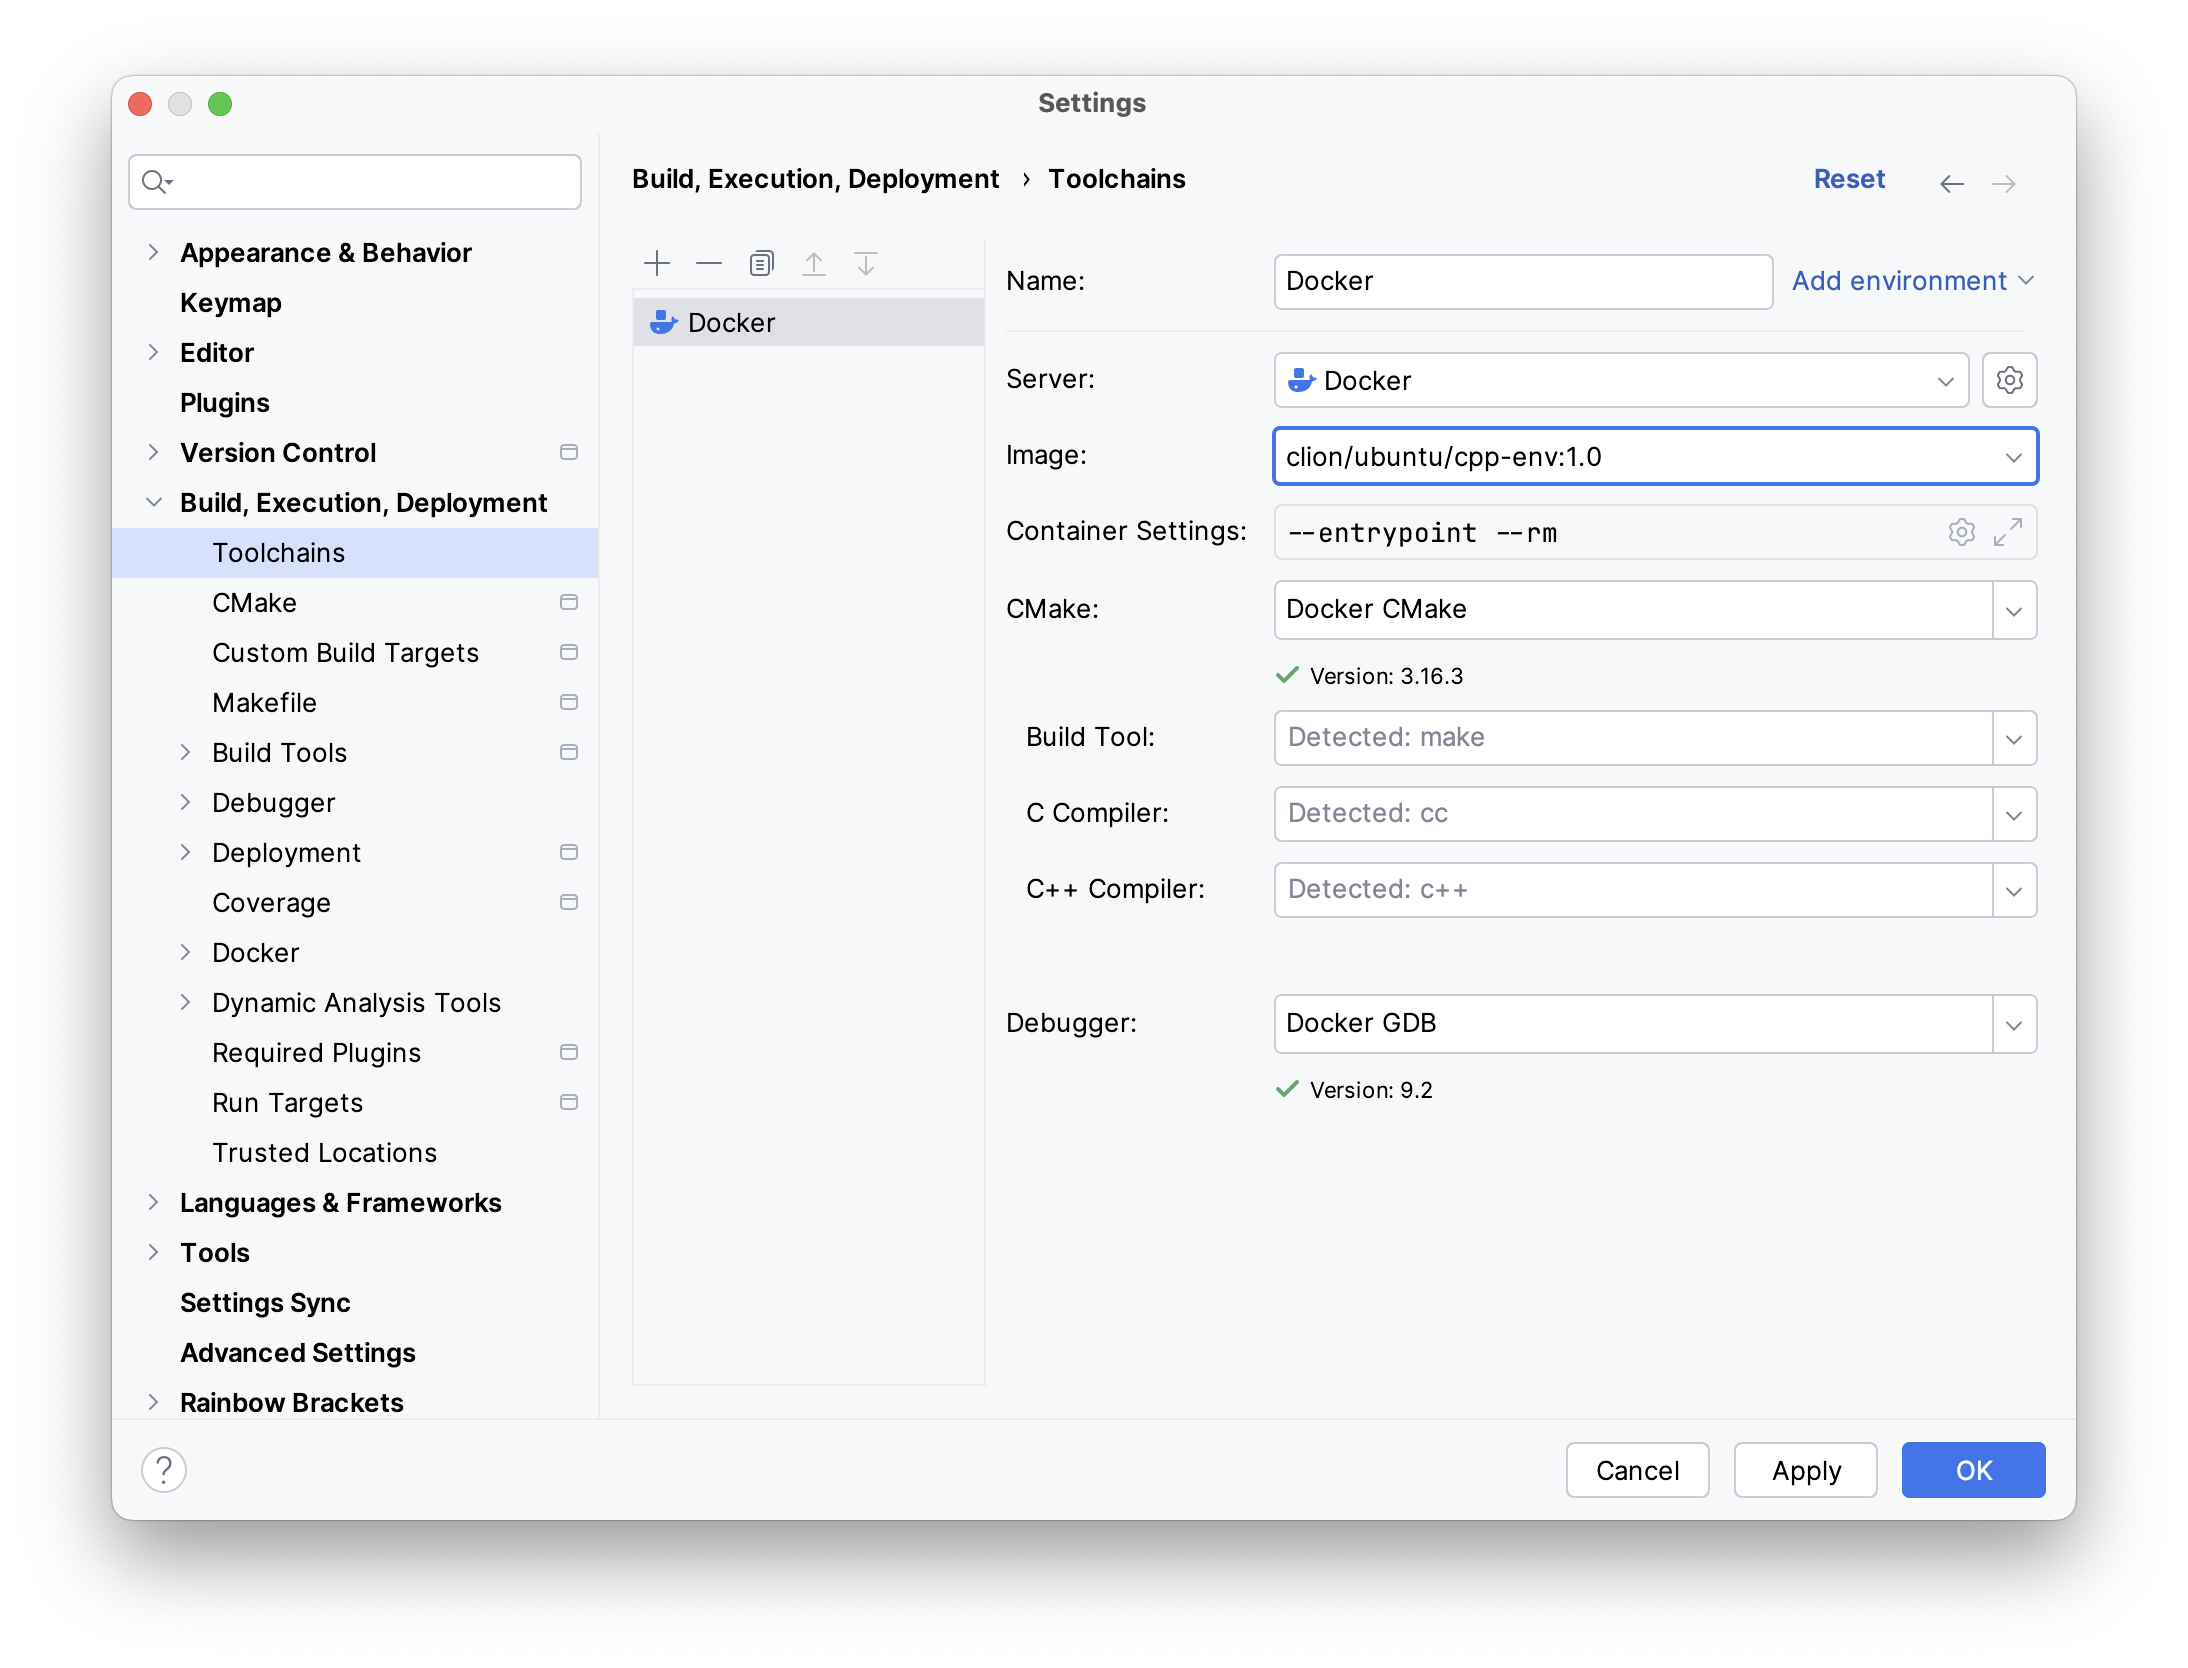 Settings
Appearance & Behavior
Keymap
Editor
Plugins
Version Control
Build, Execution, Deployment
Toolchains
CMake
Custom Build Targets
Makefile
Build Tools
Debugger
Deployment
Coverage
Docker
Dynamic Analysis Tools
Required Plugins
Run Targets
Trusted Locations
Languages & Frameworks
Tools
Settings Sync
Advanced Settings
Rainbow Brackets
Build, Execution, Deployment › Toolchains
Reset
Docker
Name: Docker Add environment
Server: Docker
Image: clion/ubuntu/cpp-env:1.0
Container Settings: --entrypoint --rm
CMake: Docker CMake
Version: 3.16.3
Build Tool: Detected: make
C Compiler: Detected: cc
C++ Compiler: Detected: c++
Debugger: Docker GDB
Version: 9.2
? Cancel Apply OK